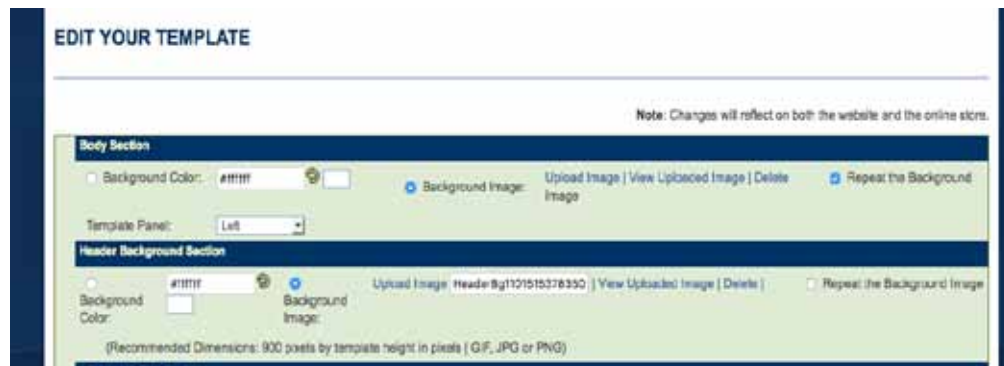 EDIT YOUR TEMPLATE
Note: Changes will reflect on both the website and the online store.
Body Section
Background Color: #ffffff Background Image: Upload Image | View Uploaded Image | Delete Image Repeat the Background
Template Panel: Left
Header Background Section
Background Color: #ffffff Background Image: Upload Image | View Uploaded Image | Delete | Repeat the Background Image
(Recommended Dimensions: 900 pixels by template height in pixels | GIF, JPG or PNG)